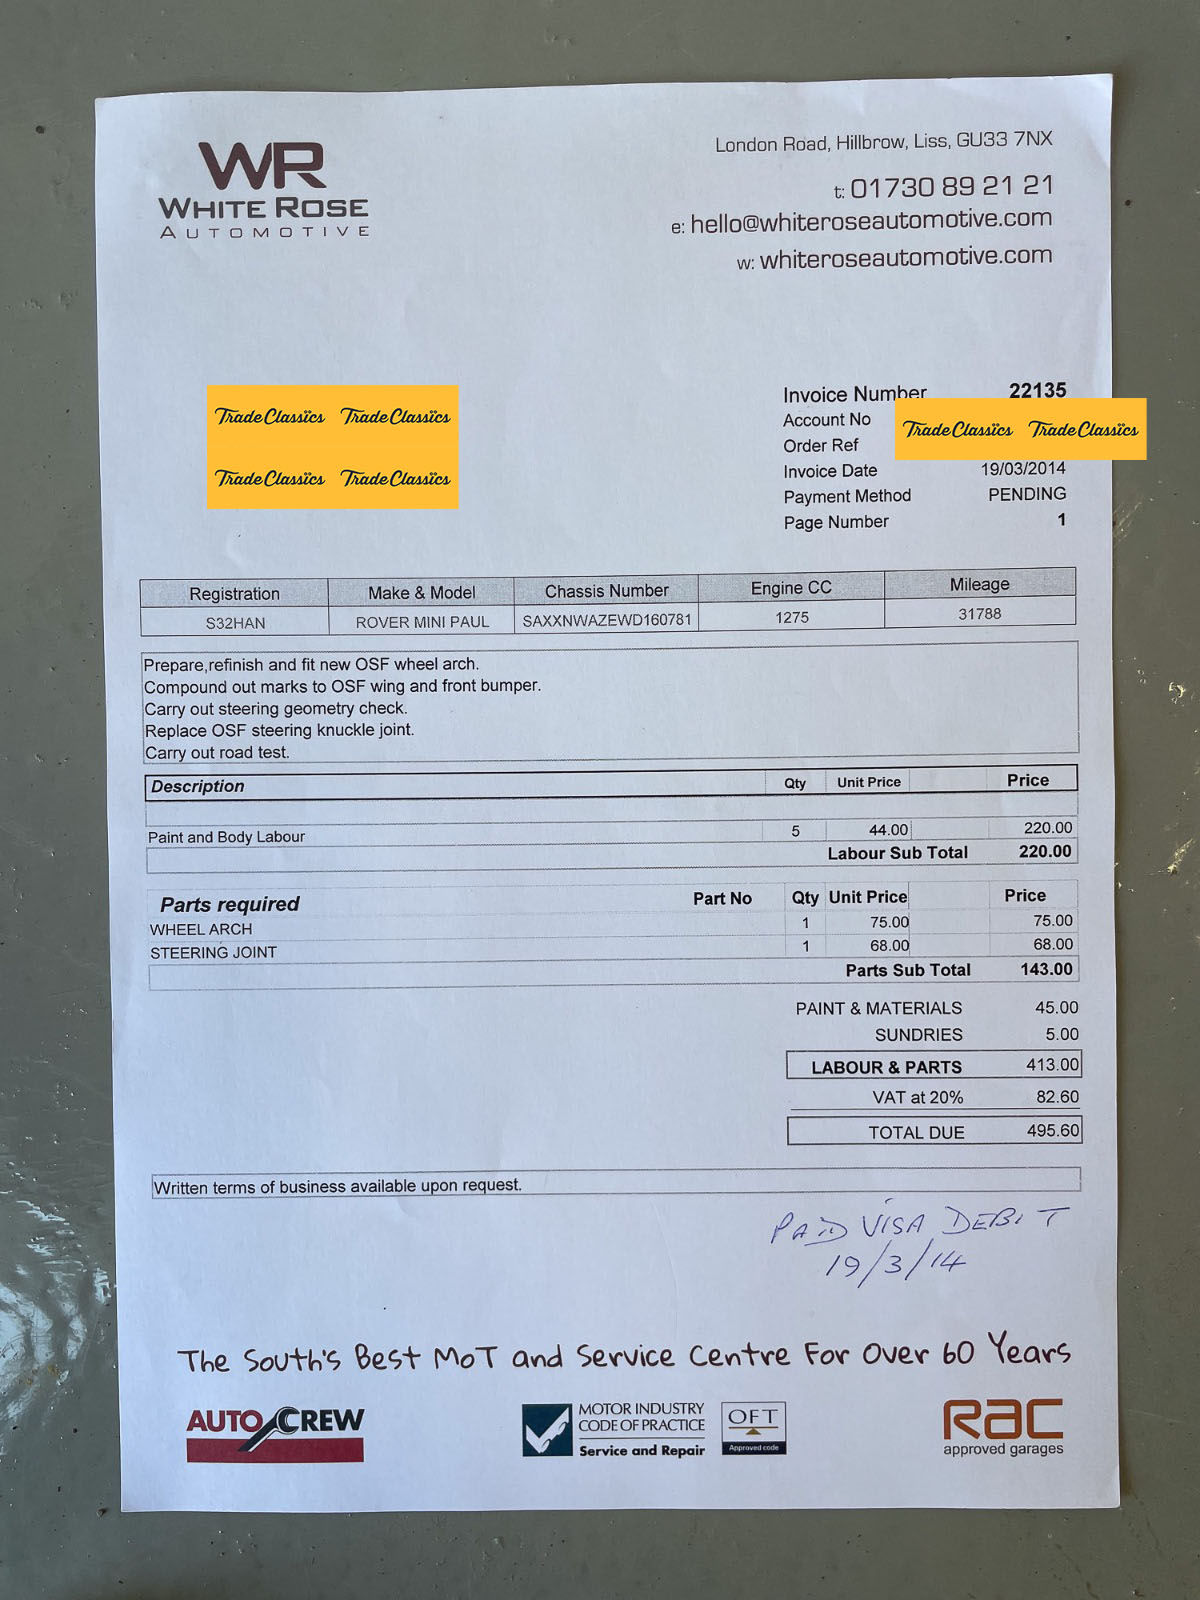 WR
WHITE ROSE
AUTOMOTIVE
London Road, Hillbrow, Liss, GU33 7NX
t: 01730 89 21 21
e: hello@whiteroseautomotive.com
w: whiteroseautomotive.com
TradeClassics TradeClassics
TradeClassics TradeClassics
Invoice Number 22135
Account No
TradeClassics TradeClassics
Order Ref
Invoice Date 19/03/2014
Payment Method PENDING
Page Number 1
Registration Make & Model Chassis Number Engine CC Mileage
S32HAN ROVER MINI PAUL SAXXNWAZEWD160781 1275 31788
Prepare,refinish and fit new OSF wheel arch.
Compound out marks to OSF wing and front bumper.
Carry out steering geometry check.
Replace OSF steering knuckle joint.
Carry out road test.
Description Qty Unit Price Price
Paint and Body Labour 5 44.00 220.00
Labour Sub Total 220.00
Parts required Part No Qty Unit Price Price
WHEEL ARCH 1 75.00 75.00
STEERING JOINT 1 68.00 68.00
Parts Sub Total 143.00
PAINT & MATERIALS 45.00
SUNDRIES 5.00
LABOUR & PARTS 413.00
VAT at 20% 82.60
TOTAL DUE 495.60
Written terms of business available upon request.
PAID VISA DEBIT
19/3/14
The South's Best MoT and Service Centre For Over 60 Years
AUTO CREW
MOTOR INDUSTRY
CODE OF PRACTICE
Service and Repair
OFT
Approved code
RAC
approved garages